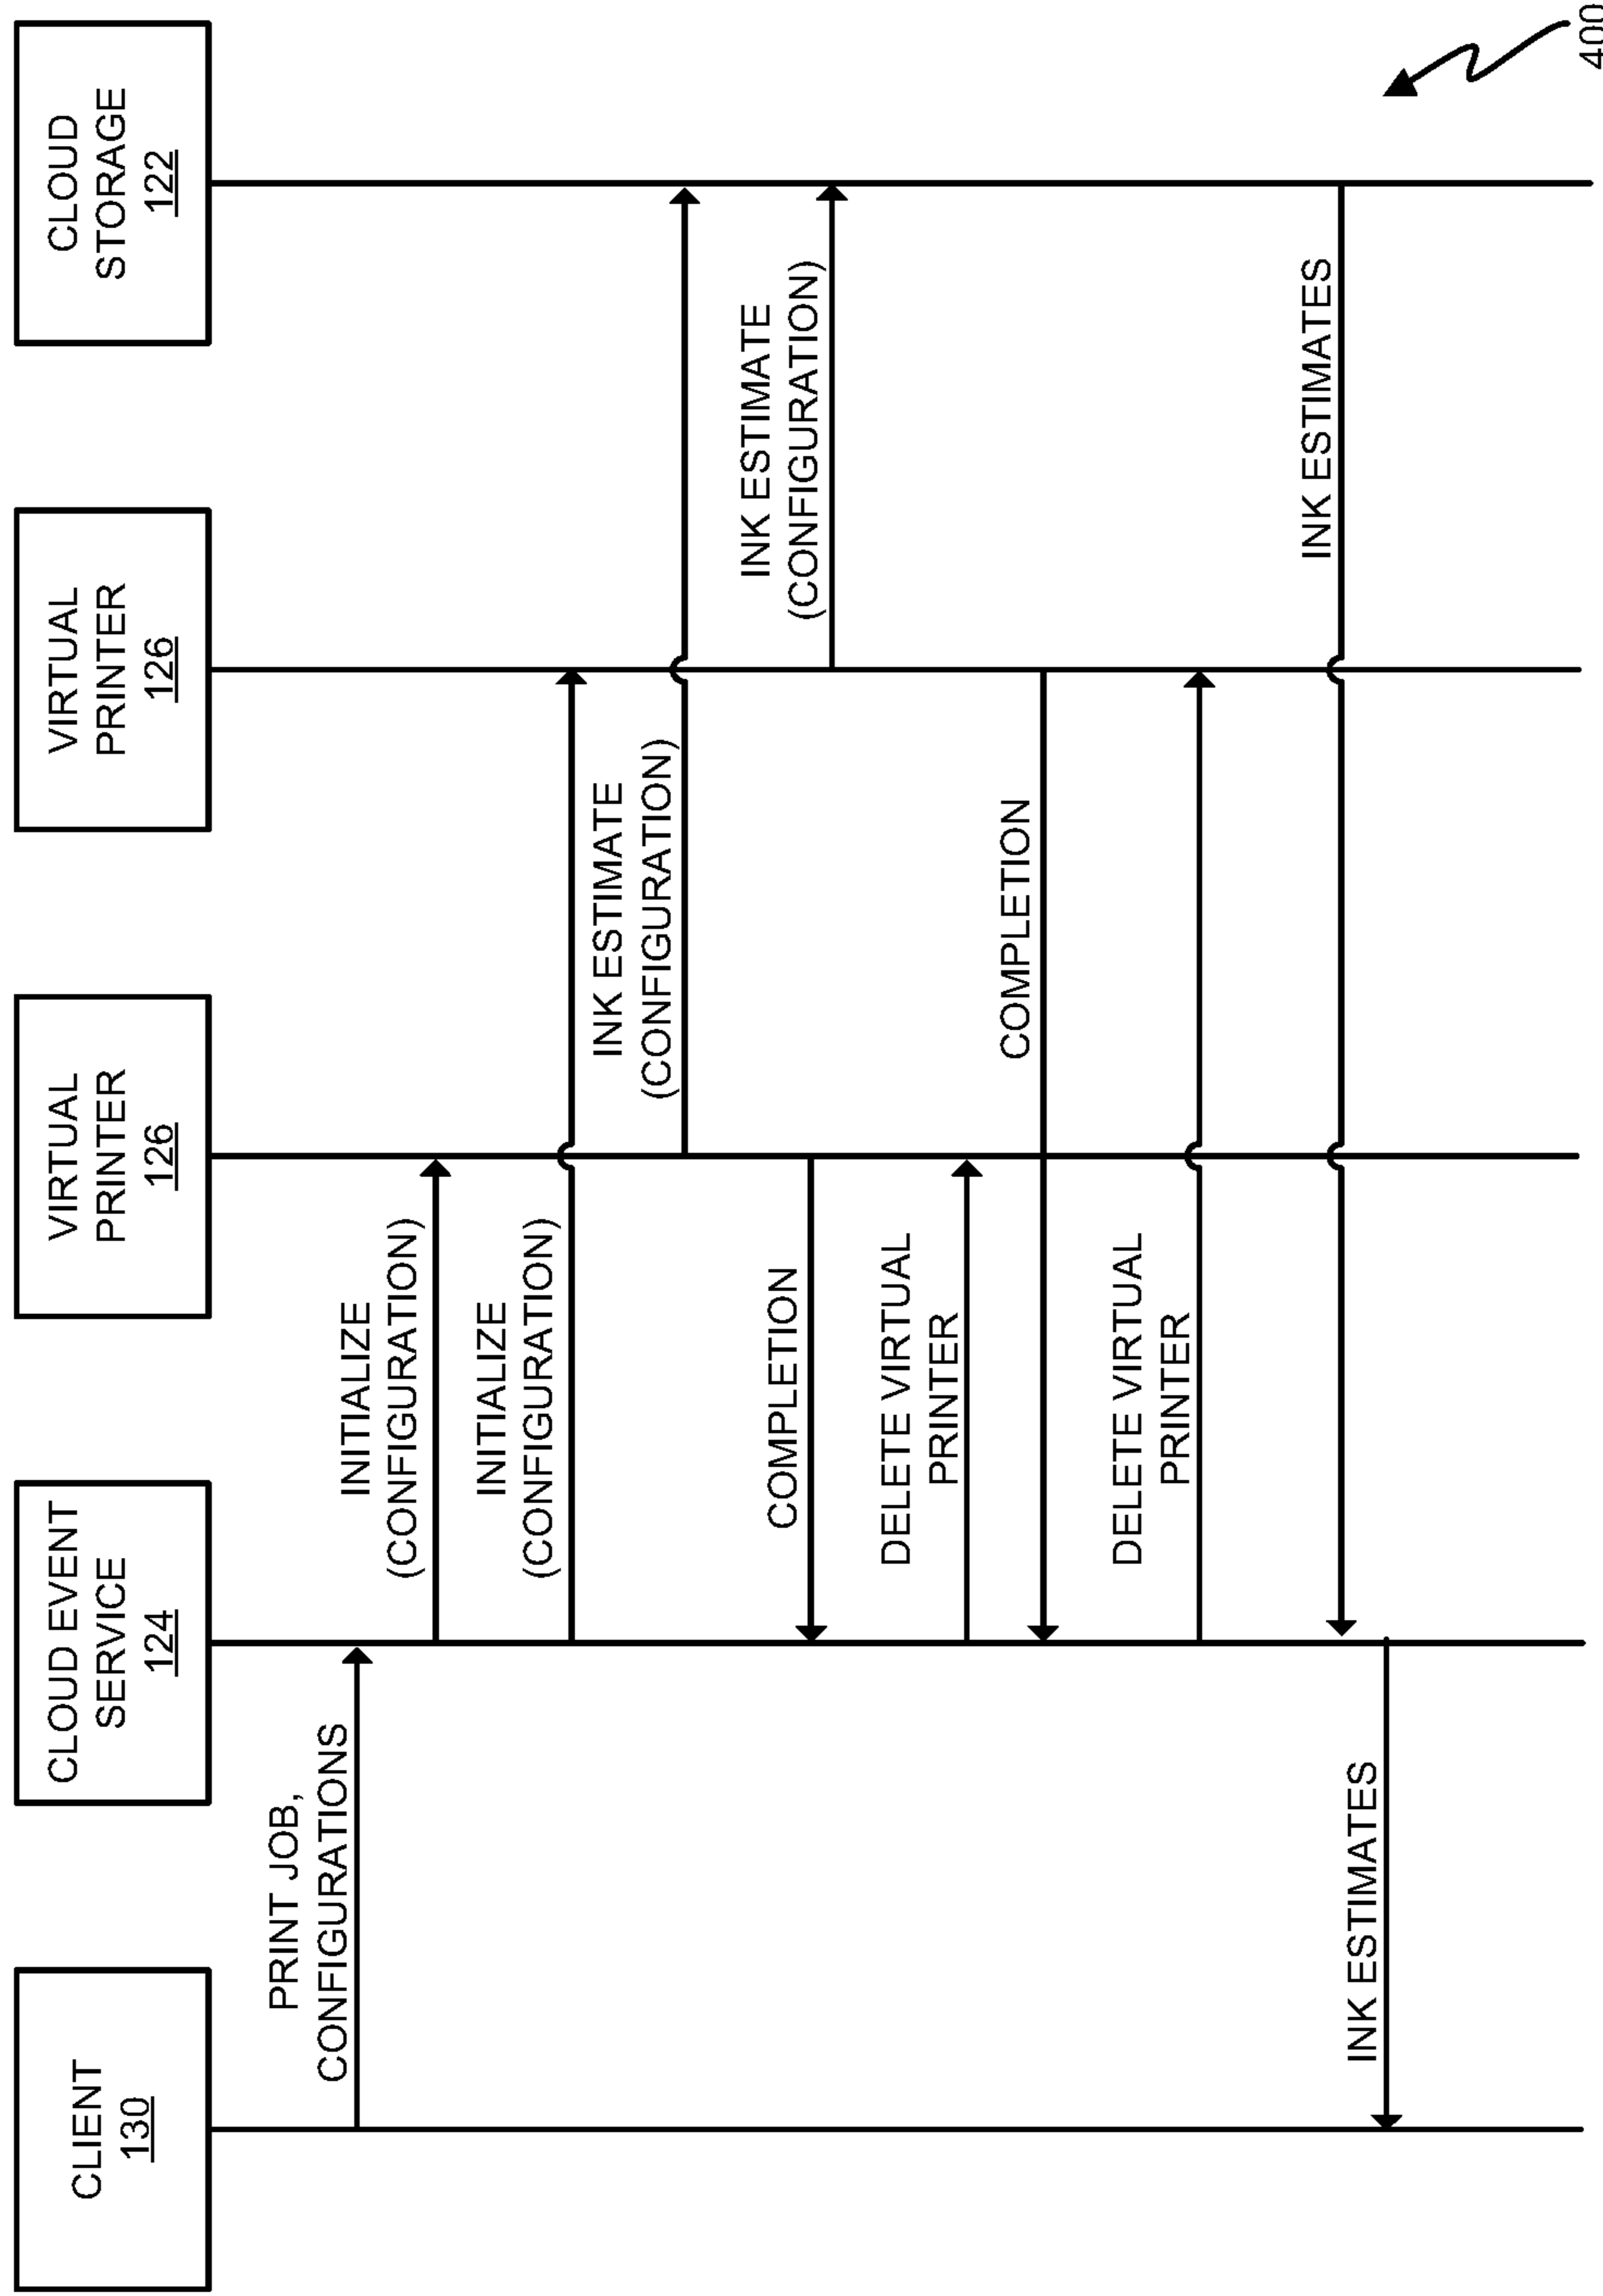 CLIENT
130
CLOUD EVENT
SERVICE
124
VIRTUAL
PRINTER
126
VIRTUAL
PRINTER
126
CLOUD
STORAGE
122
PRINT JOB,
CONFIGURATIONS
INITIALIZE
(CONFIGURATION)
INITIALIZE
(CONFIGURATION)
INK ESTIMATE
(CONFIGURATION)
INK ESTIMATE
(CONFIGURATION)
COMPLETION
DELETE VIRTUAL
PRINTER
COMPLETION
DELETE VIRTUAL
PRINTER
INK ESTIMATES
INK ESTIMATES
400